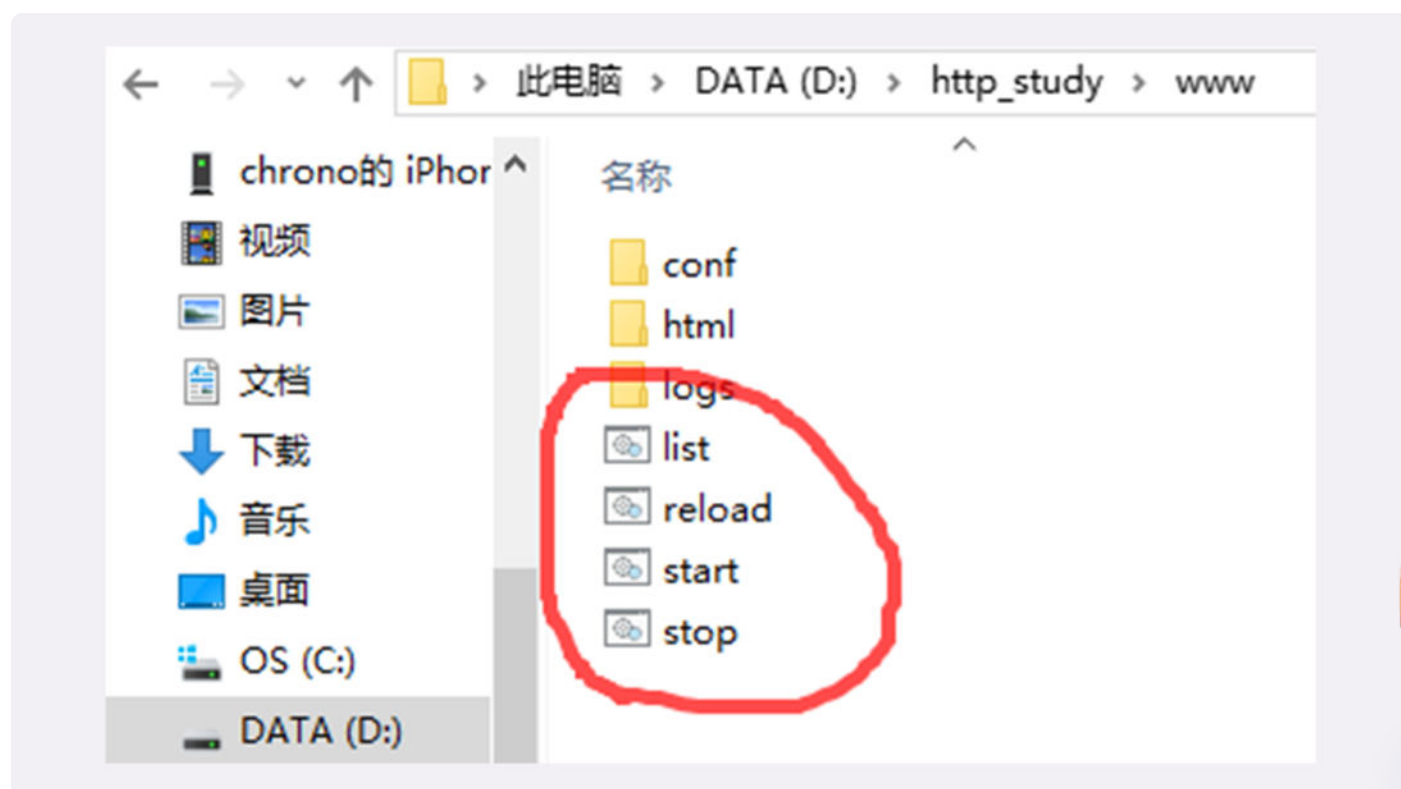 此电脑 > DATA (D:) > http_study > www
chrono的 iPhor
视频
图片
文档
下载
音乐
桌面
OS (C:)
DATA (D:)
名称
conf
html
logs
list
reload
start
stop